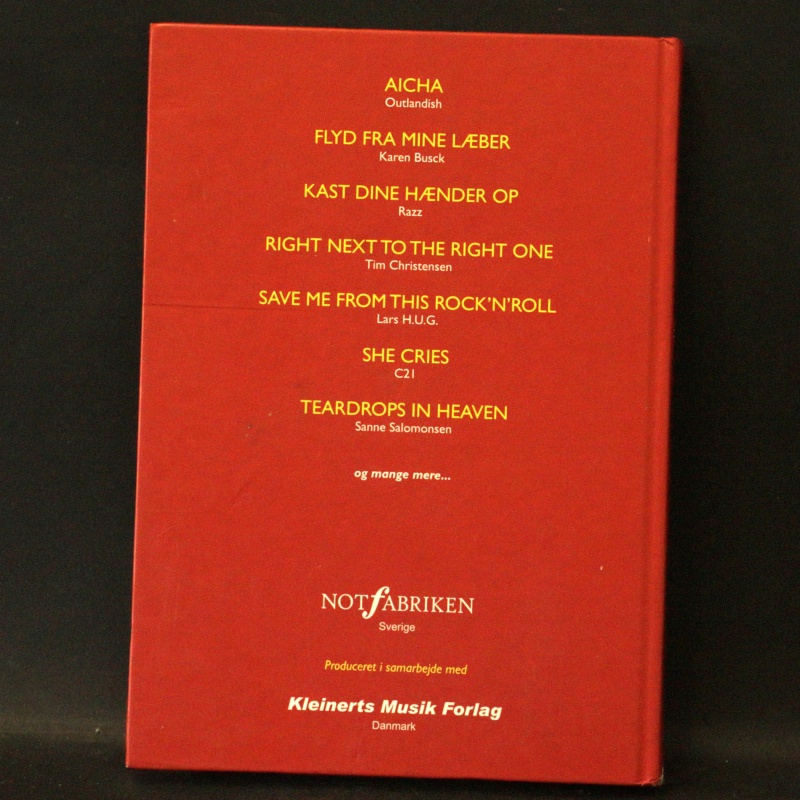 AICHA
Outlandish
FLYD FRA MINE LÆBER
Karen Busck
KAST DINE HÆNDER OP
Razz
RIGHT NEXT TO THE RIGHT ONE
Tim Christensen
SAVE ME FROM THIS ROCK'N'ROLL
Lars H.U.G.
SHE CRIES
C21
TEARDROPS IN HEAVEN
Sanne Salomonsen
og mange mere...
NOTfABRIKEN
Sverige
Produceret i samarbejde med
Kleinerts Musik Forlag
Danmark